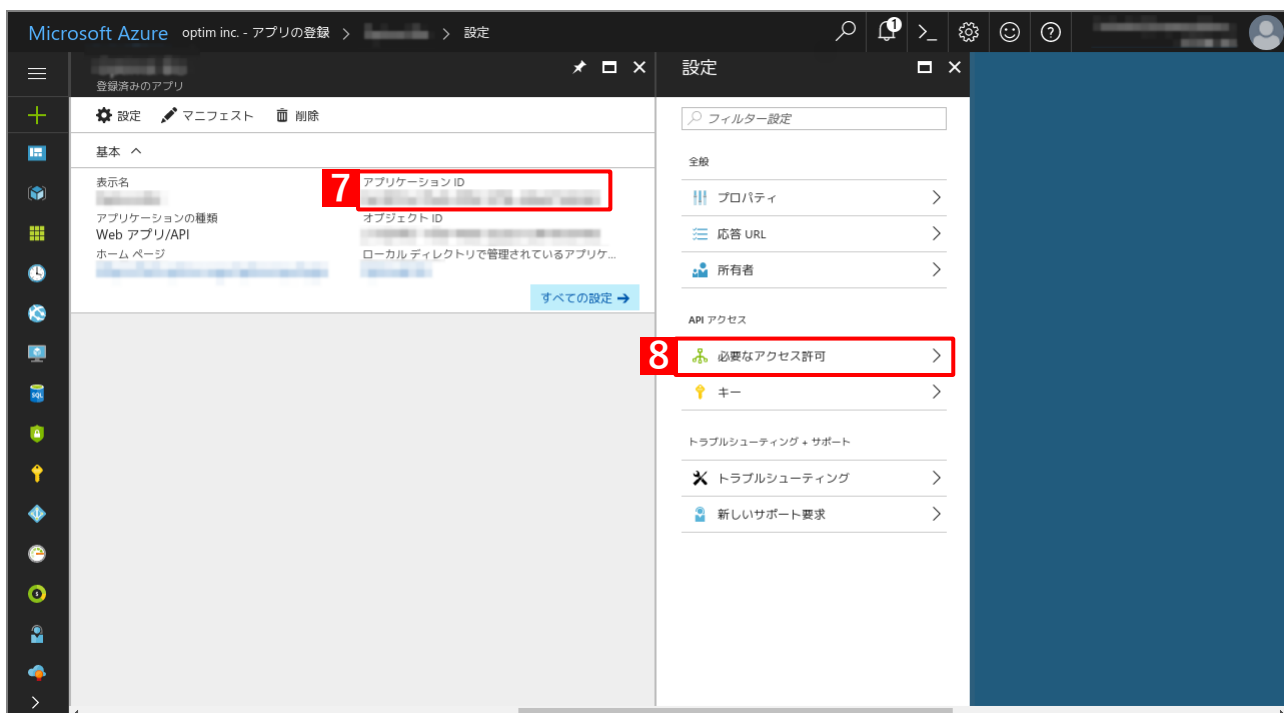 Microsoft Azure optim inc. - アプリの登録 > > 設定
1
登録済みのアプリ
設定
設定 マニフェスト 削除
フィルター設定
基本
全般
表示名
7
アプリケーション ID
プロパティ
アプリケーションの種類
オブジェクト ID
Web アプリ/API
応答 URL
ホーム ページ
ローカル ディレクトリで管理されているアプリケ...
所有者
すべての設定 →
API アクセス
8
必要なアクセス許可
キー
トラブルシューティング + サポート
トラブルシューティング
新しいサポート要求
SQL